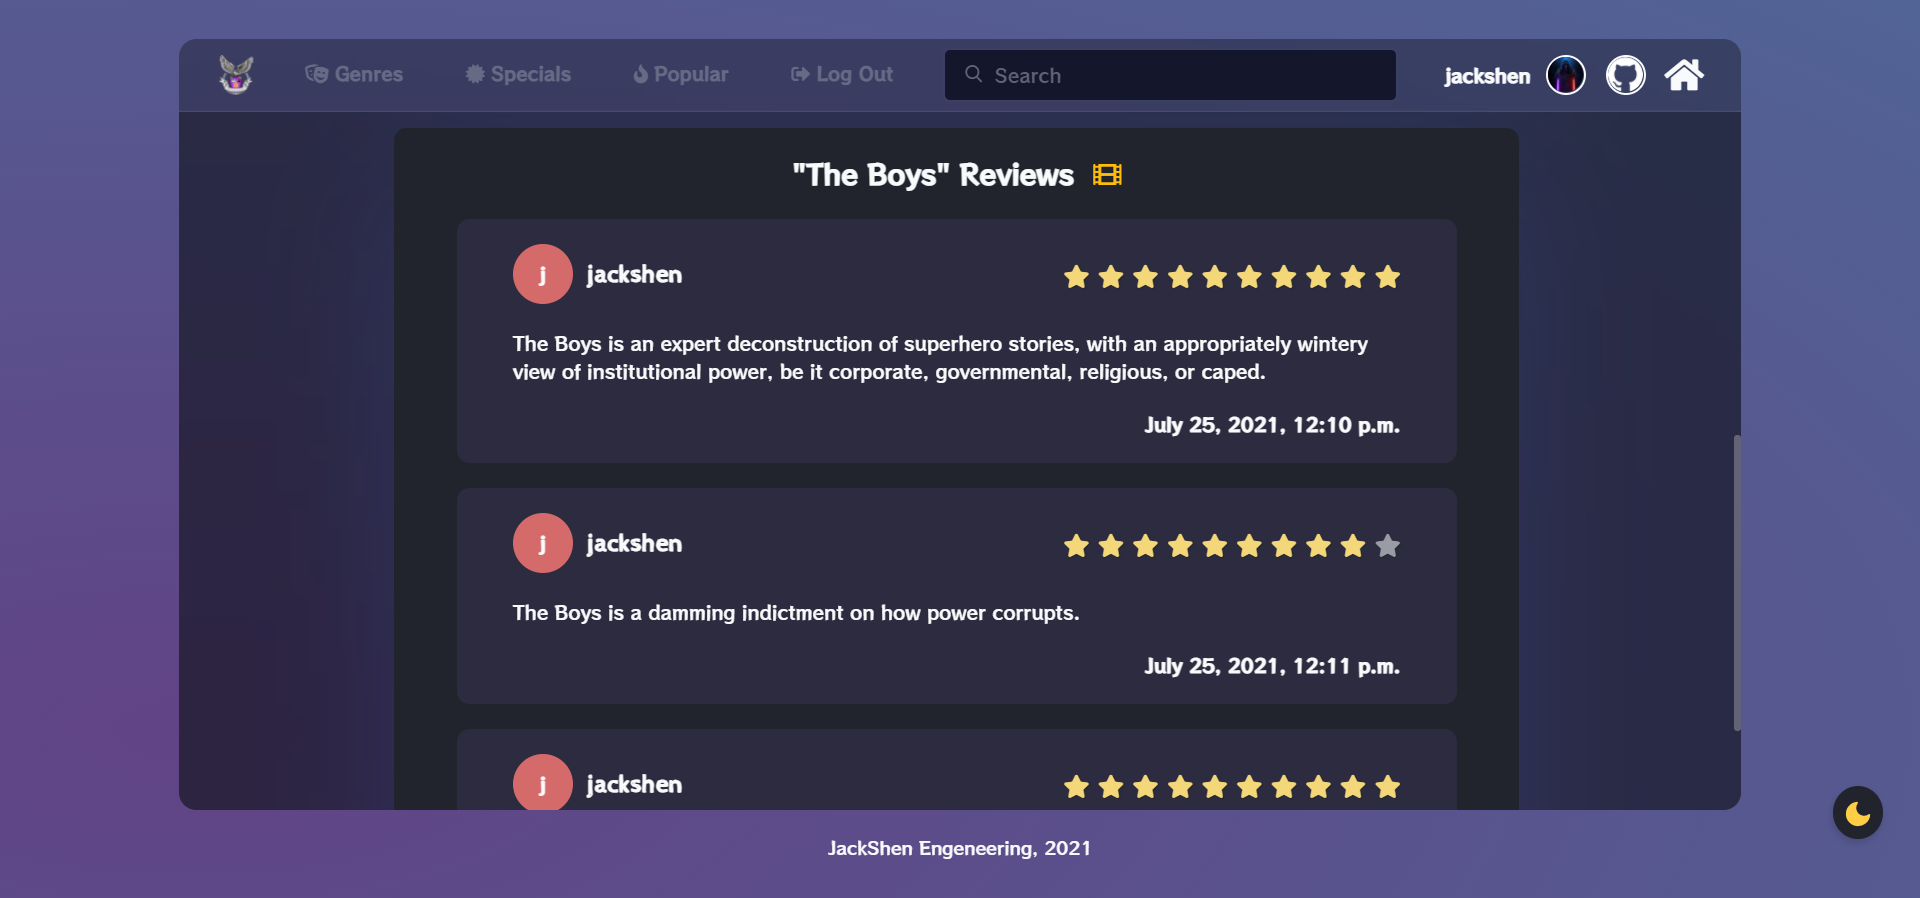 Genres Specials Popular Log Out Search jackshen
"The Boys" Reviews
j jackshen
The Boys is an expert deconstruction of superhero stories, with an appropriately wintery
view of institutional power, be it corporate, governmental, religious, or caped.
July 25, 2021, 12:10 p.m.
j jackshen
The Boys is a damming indictment on how power corrupts.
July 25, 2021, 12:11 p.m.
j jackshen
JackShen Engeneering, 2021